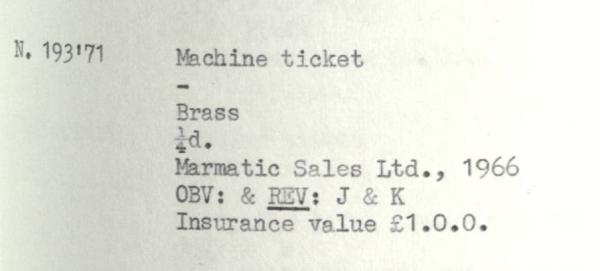 N. 193'71 Machine ticket
-
Brass
¼d.
Marmatic Sales Ltd., 1966
OBV: & REV: J & K
Insurance value £1.0.0.